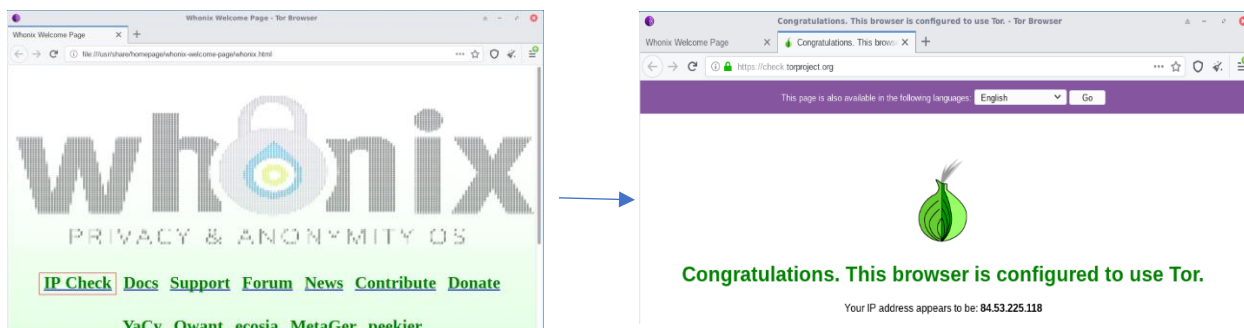 Whonix Welcome Page - Tor Browser
Whonix Welcome Page
file:///usr/share/homepage/whonix-welcome-page/whonix.html
whonix
PRIVACY & ANONYMITY OS
IP Check Docs Support Forum News Contribute Donate
YaCy Qwant ecosia MetaGer peekier
Congratulations. This browser is configured to use Tor. - Tor Browser
Whonix Welcome Page
Congratulations. This brows
https://check.torproject.org
This page is also available in the following languages: English Go
Congratulations. This browser is configured to use Tor.
Your IP address appears to be: 84.53.225.118